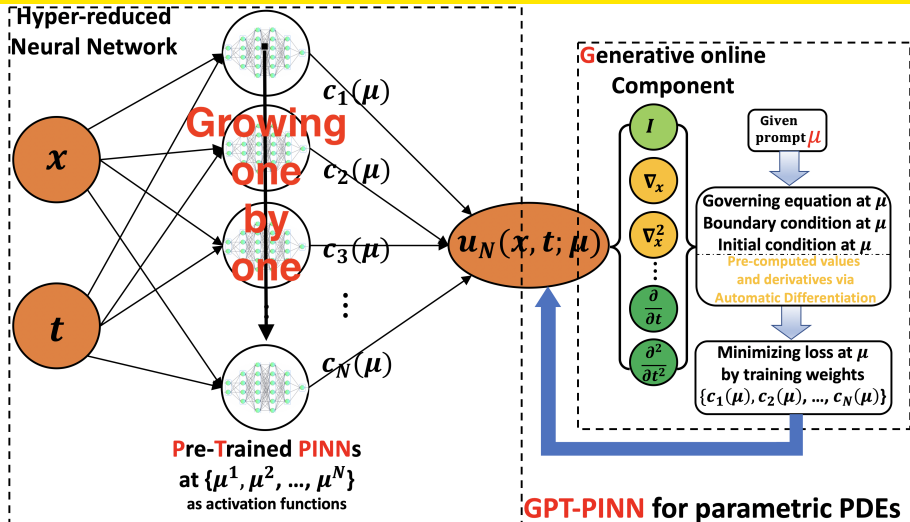 Hyper-reduced
Neural Network
x
t
Growing
one
by
one
c₁(μ)
c₂(μ)
c₃(μ)
⋮
c_N(μ)
Pre-Trained PINNs
at {μ¹, μ², …, μᴺ}
as activation functions
u_N(x, t; μ)
Generative online
Component
I
∇ₓ
∇ₓ²
⋮
∂/∂t
∂²/∂t²
Given
prompt μ
Governing equation at μ
Boundary condition at μ
Initial condition at μ
Pre-computed values
and derivatives via
Automatic Differentiation
Minimizing loss at μ
by training weights
{c₁(μ), c₂(μ), …, c_N(μ)}
GPT-PINN for parametric PDEs